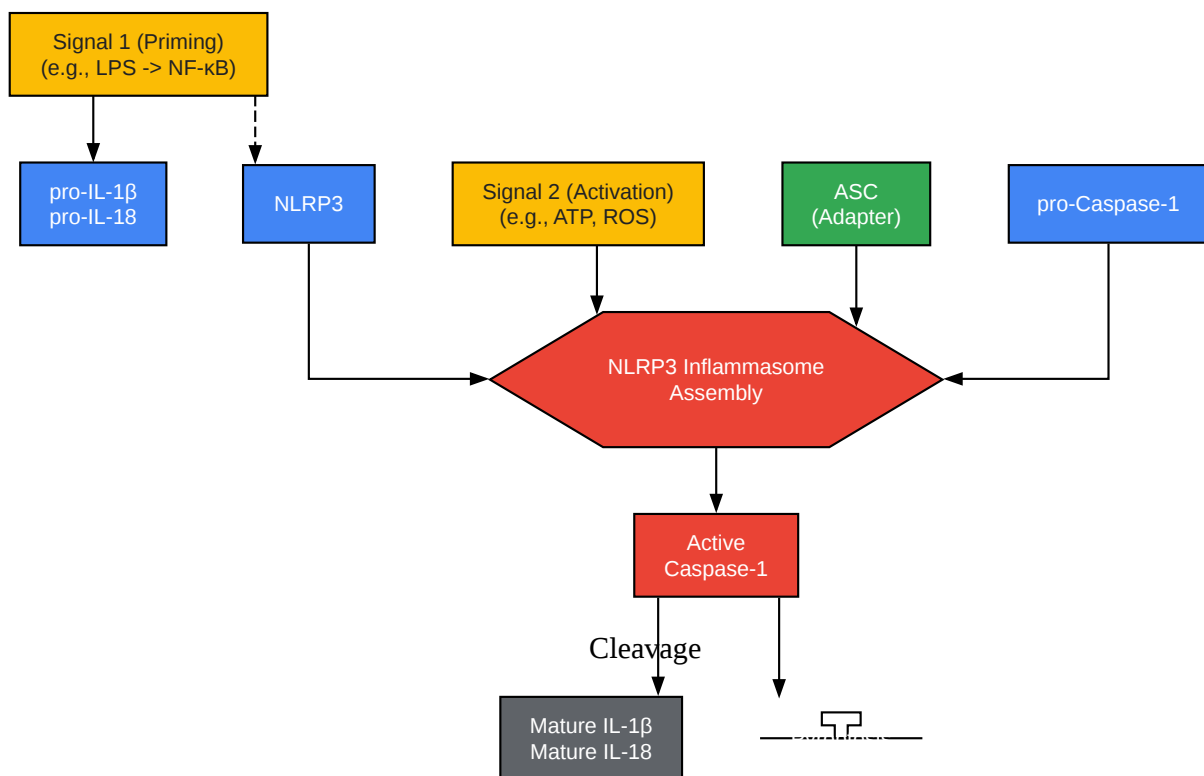 Signal 1 (Priming)
(e.g., LPS -> NF-κB)
pro-IL-1β
pro-IL-18
NLRP3
Signal 2 (Activation)
(e.g., ATP, ROS)
ASC
(Adapter)
pro-Caspase-1
NLRP3 Inflammasome
Assembly
Active
Caspase-1
Cleavage
Mature IL-1β
Mature IL-18